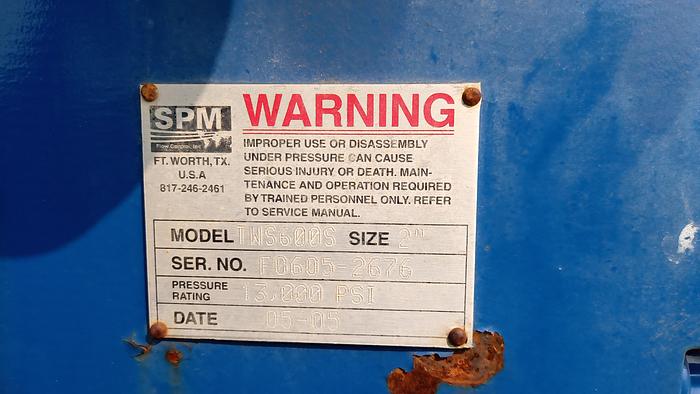 SPM
Flow Control, Inc.
FT. WORTH, TX.
U.S.A
817-246-2461
WARNING
IMPROPER USE OR DISASSEMBLY
UNDER PRESSURE CAN CAUSE
SERIOUS INJURY OR DEATH. MAIN-
TENANCE AND OPERATION REQUIRED
BY TRAINED PERSONNEL ONLY. REFER
TO SERVICE MANUAL.
MODEL TWS600S SIZE 2"
SER. NO. F0605-2676
PRESSURE RATING 13,000 PSI
DATE 05-05